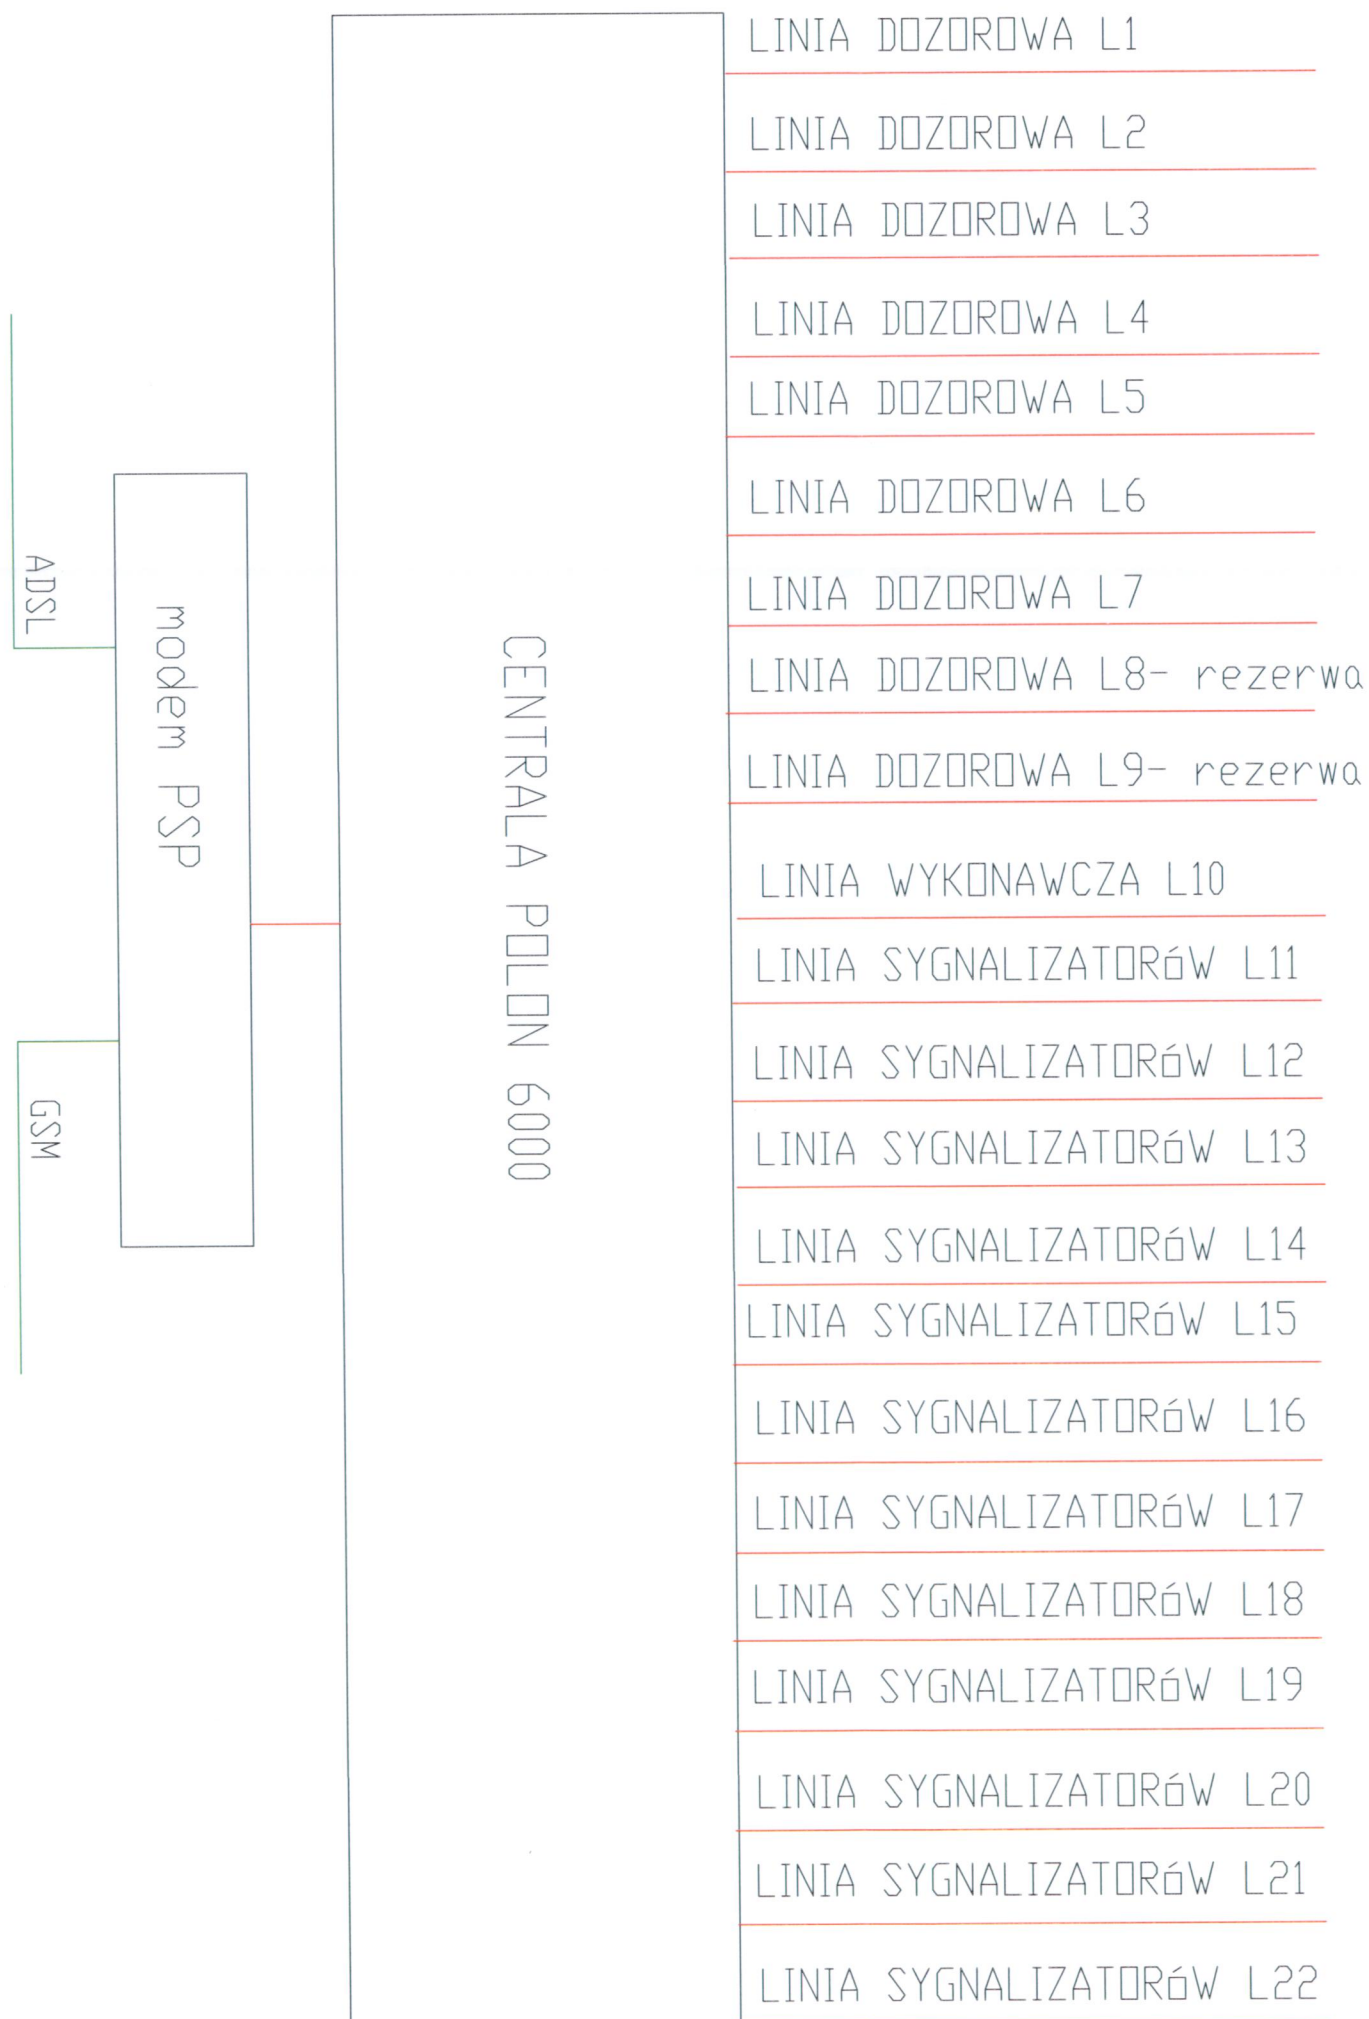 LINIA DOZOROWA L1
LINIA DOZOROWA L2
LINIA DOZOROWA L3
LINIA DOZOROWA L4
LINIA DOZOROWA L5
LINIA DOZOROWA L6
LINIA DOZOROWA L7
LINIA DOZOROWA L8- rezerwa
LINIA DOZOROWA L9- rezerwa
LINIA WYKONAWCZA L10
LINIA SYGNALIZATORóW L11
LINIA SYGNALIZATORóW L12
LINIA SYGNALIZATORóW L13
LINIA SYGNALIZATORóW L14
LINIA SYGNALIZATORóW L15
LINIA SYGNALIZATORóW L16
LINIA SYGNALIZATORóW L17
LINIA SYGNALIZATORóW L18
LINIA SYGNALIZATORóW L19
LINIA SYGNALIZATORóW L20
LINIA SYGNALIZATORóW L21
LINIA SYGNALIZATORóW L22
CENTRALA POLON 6000
modem PSP
ADSL
GSM